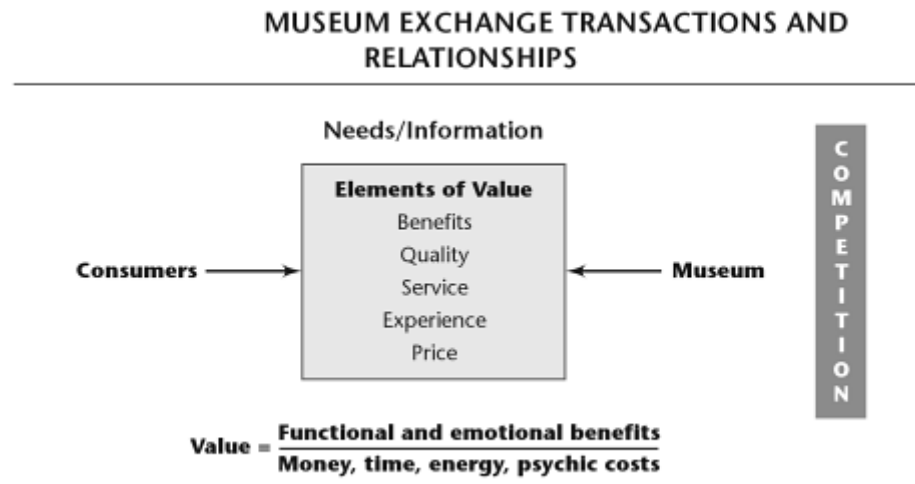 MUSEUM EXCHANGE TRANSACTIONS AND
RELATIONSHIPS
Needs/Information
Elements of Value
Benefits
Quality
Service
Experience
Price
Consumers
Museum
COMPETITION
Value = Functional and emotional benefits
Money, time, energy, psychic costs